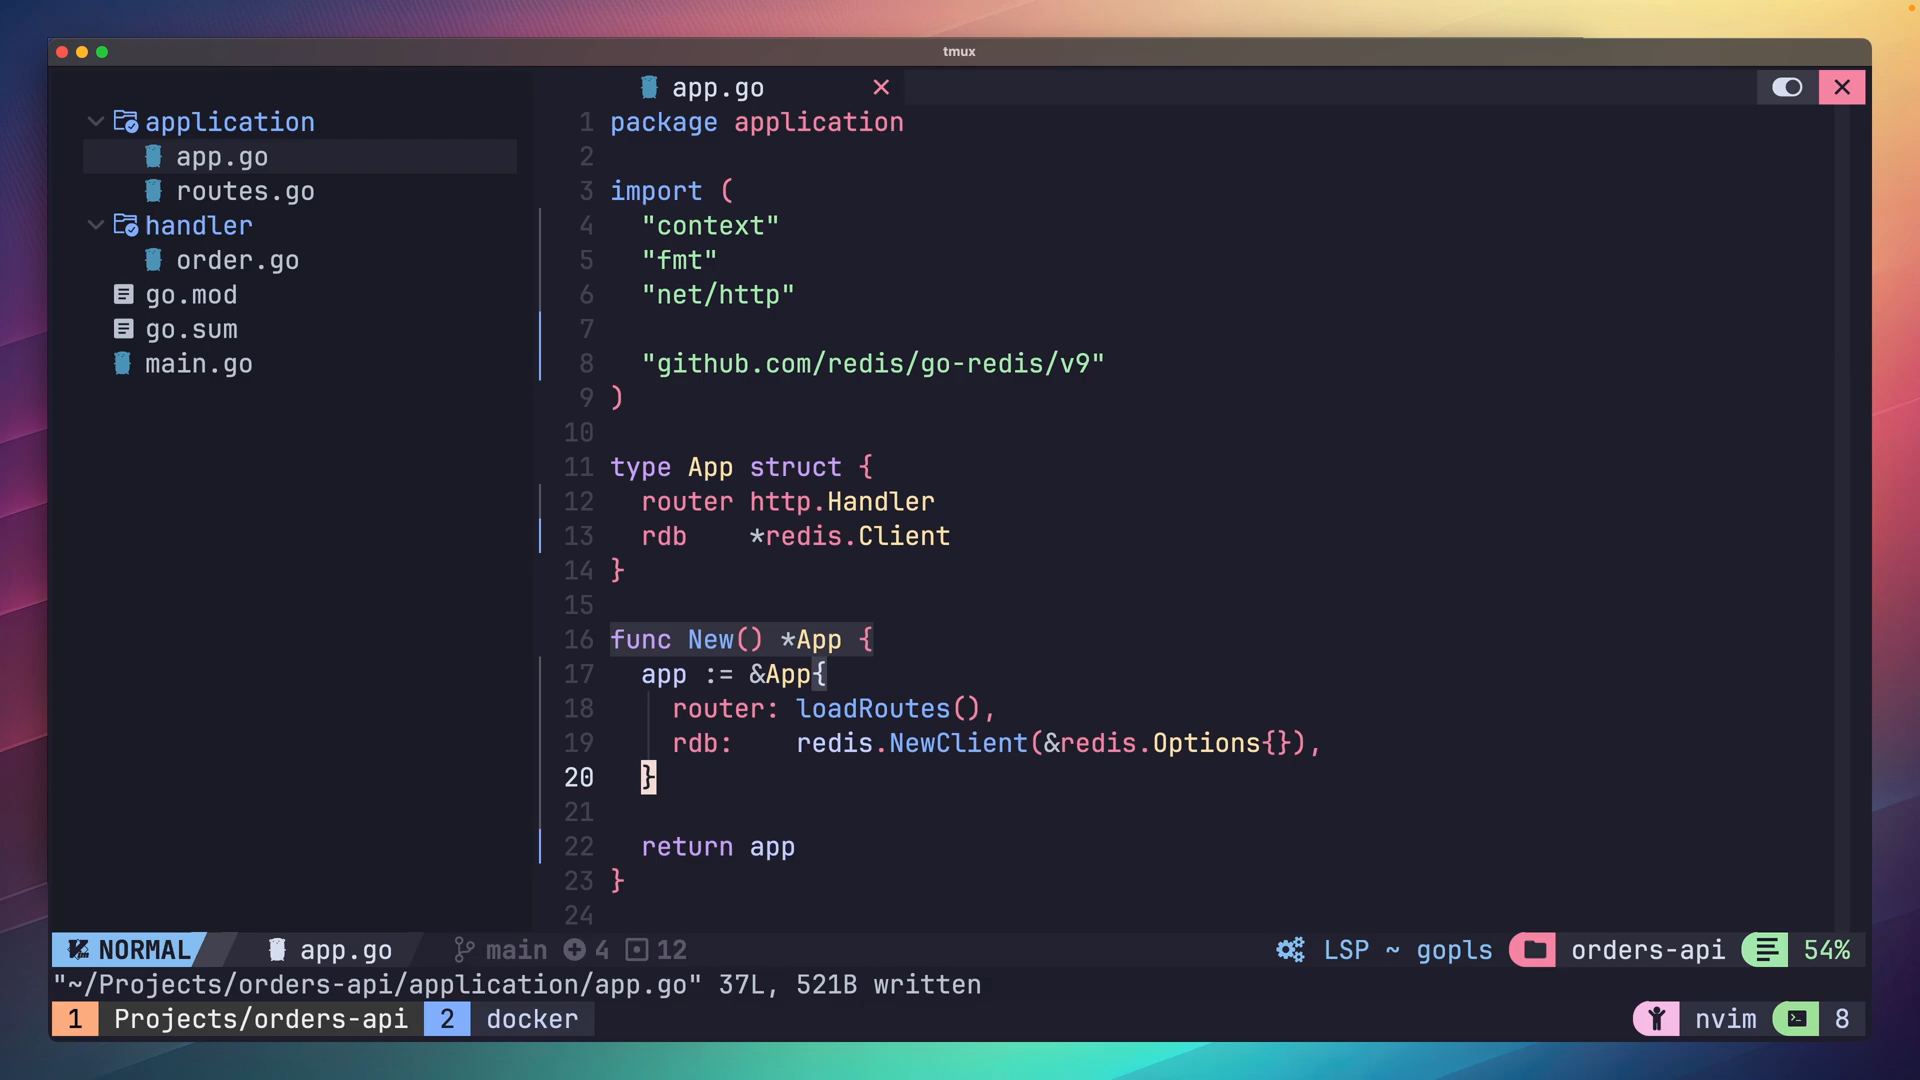 tmux
application
app.go
routes.go
handler
order.go
go.mod
go.sum
main.go
app.go
1 package application
2
3 import (
4 "context"
5 "fmt"
6 "net/http"
7
8 "github.com/redis/go-redis/v9"
9 )
10
11 type App struct {
12 router http.Handler
13 rdb    *redis.Client
14 }
15
16 func New() *App {
17 app := &App{
18 router: loadRoutes(),
19 rdb:    redis.NewClient(&redis.Options{}),
20 }
21
22 return app
23 }
24
NORMAL app.go main 4 12 LSP ~ gopls orders-api 54%
"~/Projects/orders-api/application/app.go" 37L, 521B written
1 Projects/orders-api 2 docker nvim 8